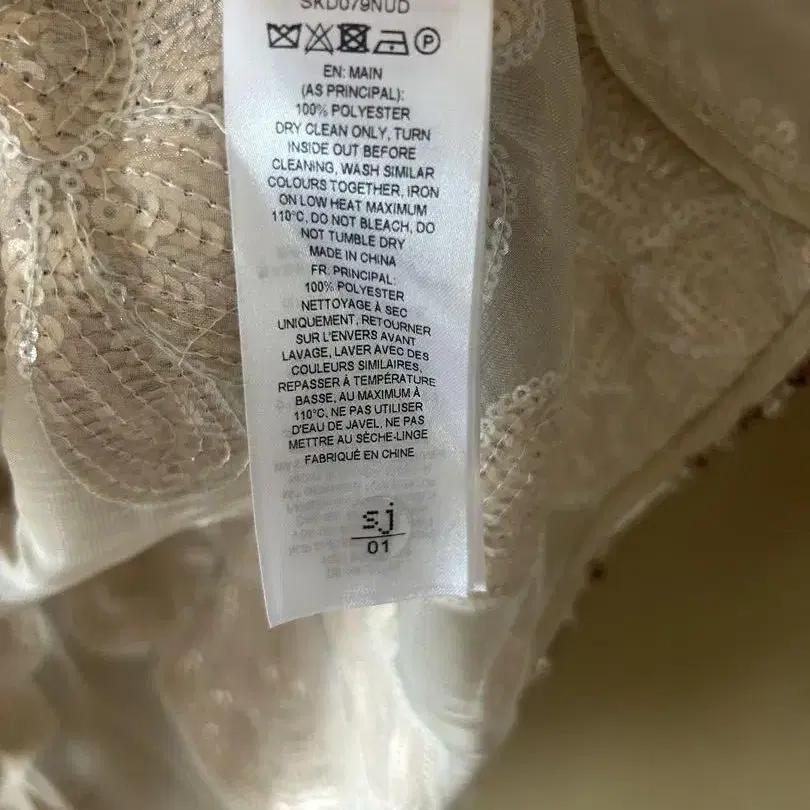 SKD079NUD
P
EN: MAIN
(AS PRINCIPAL):
100% POLYESTER
DRY CLEAN ONLY, TURN
INSIDE OUT BEFORE
CLEANING, WASH SIMILAR
COLOURS TOGETHER, IRON
ON LOW HEAT MAXIMUM
110°C, DO NOT BLEACH, DO
NOT TUMBLE DRY
MADE IN CHINA
FR: PRINCIPAL:
100% POLYESTER
NETTOYAGE À SEC
UNIQUEMENT, RETOURNER
SUR L'ENVERS AVANT
LAVAGE, LAVER AVEC DES
COULEURS SIMILAIRES,
REPASSER À TEMPÉRATURE
BASSE, AU MAXIMUM À
110°C, NE PAS UTILISER
D'EAU DE JAVEL, NE PAS
METTRE AU SÈCHE-LINGE
FABRIQUÉ EN CHINE
sj
01